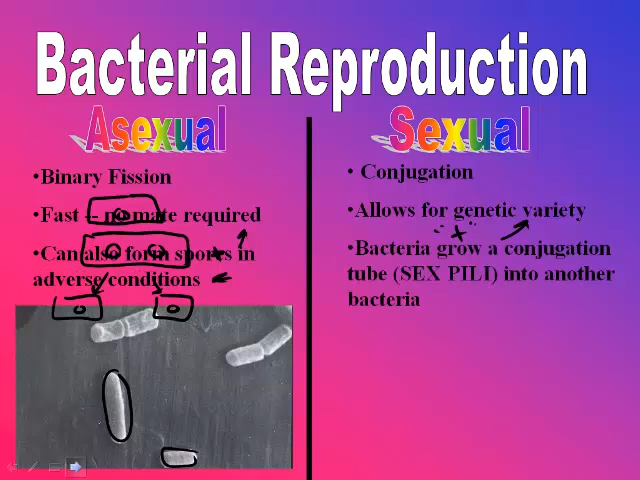 Bacterial Reproduction
Asexual
•Binary Fission
•Fast -- no mate required
•Can also form spores in
adverse conditions
Sexual
• Conjugation
•Allows for genetic variety
•Bacteria grow a conjugation
tube (SEX PILI) into another
bacteria